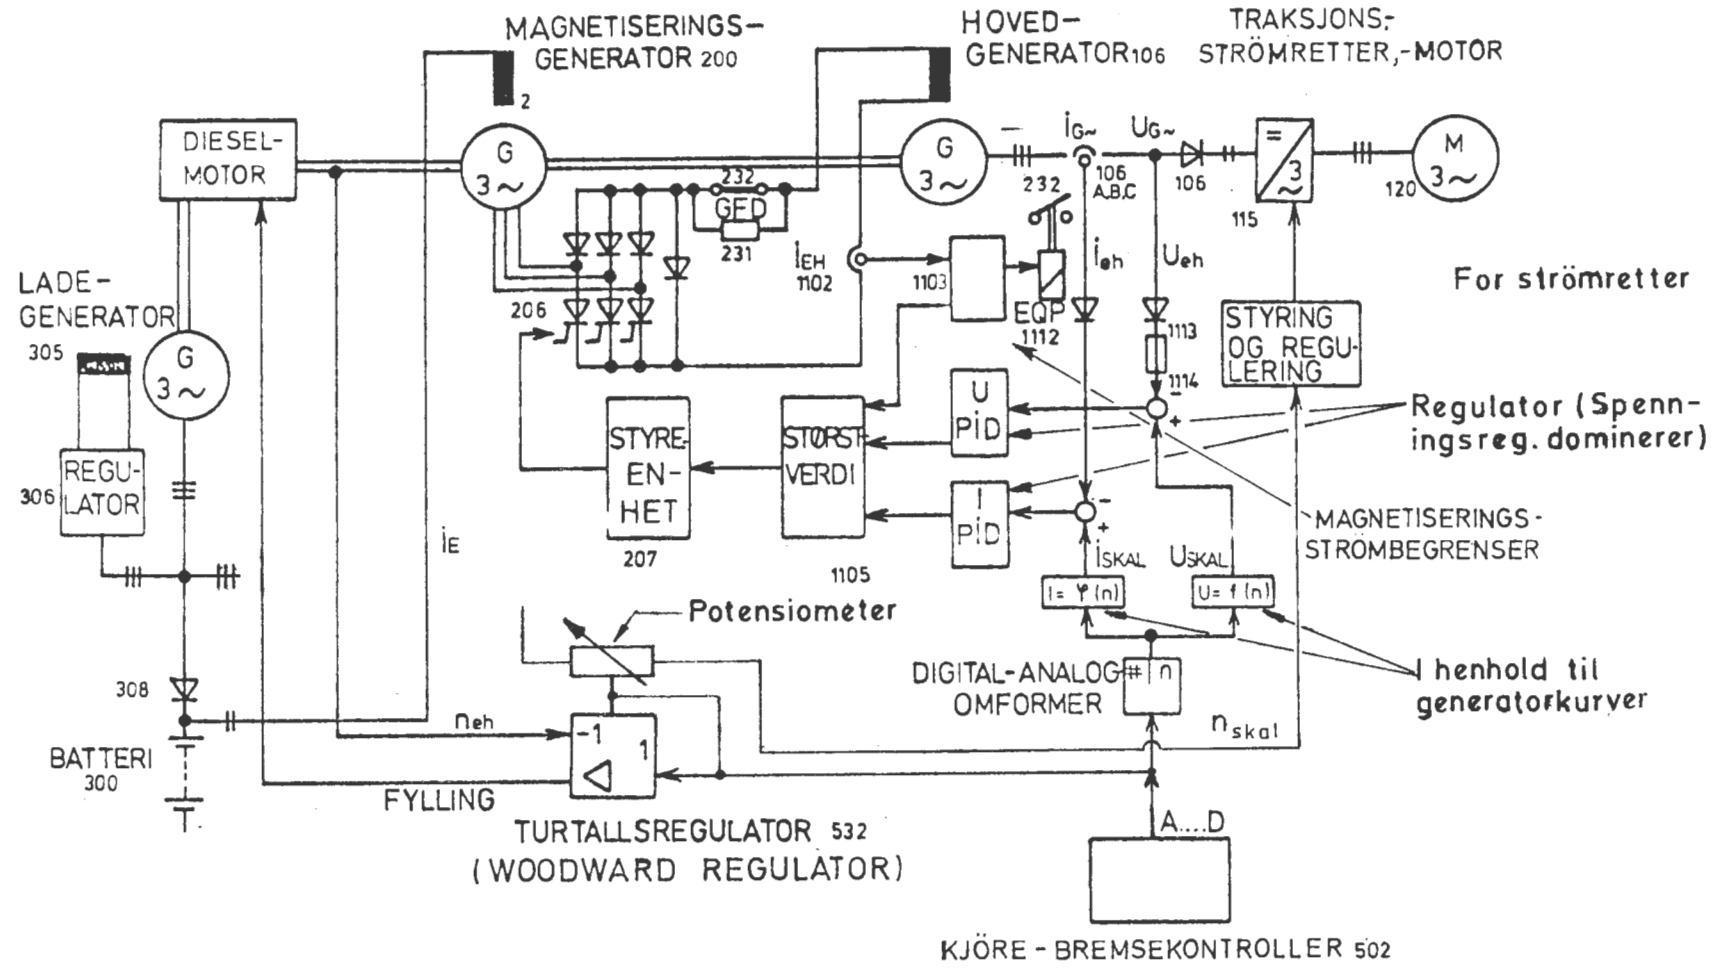 MAGNETISERINGS-
GENERATOR 200
HOVED-
GENERATOR 106
TRAKSJONS,-
STRÖMRETTER,-MOTOR
2
DIESEL-
MOTOR
G
3~
G
3~
iG~
UG~
106
A.B.C
106
=
3
~
115
M
3~
120
232
GFD
231
232
iEH
1102
1103
EQP
1112
ieh
Ueh
1113
1114
For strömretter
STYRING
OG REGU-
LERING
LADE-
GENERATOR
305
G
3~
206
REGU-
LATOR
306
STYRE-
EN-
HET
207
STØRST
VERDI
1105
U
PiD
I
PiD
-
+
-
+
Regulator (Spenn-
ingsreg. dominerer)
MAGNETISERINGS-
STRÖMBEGRENSER
iE
iSKAL
USKAL
I= φ(n)
U= f(n)
Potensiometer
DIGITAL-ANALOG
OMFORMER
# n
I henhold til
generatorkurver
308
BATTERI
300
neh
-1
1
nskal
FYLLING
TURTALLSREGULATOR 532
(WOODWARD REGULATOR)
A....D
KJÖRE-BREMSEKONTROLLER 502